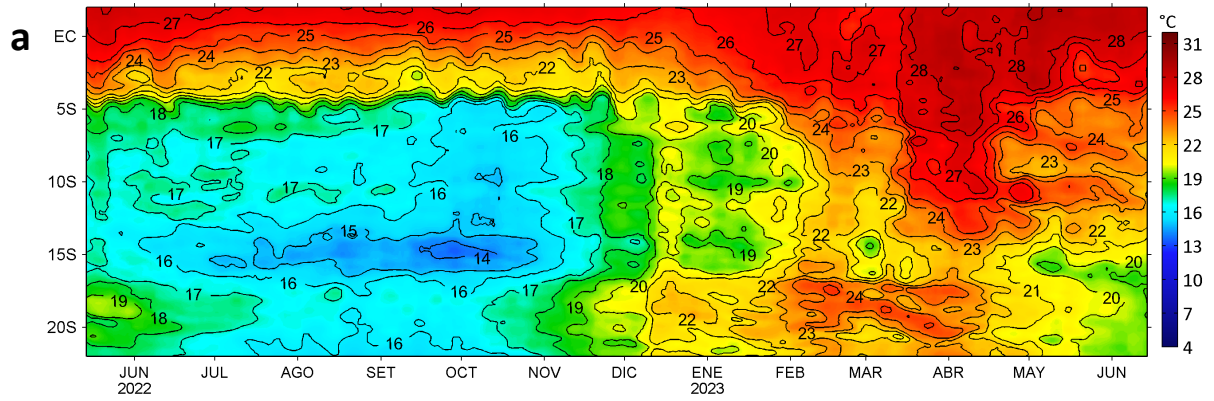 a
°C
EC
5S
10S
15S
20S
27 26 25 24 24 23 22 22 25 25 26 23 27 27 28 28 28 25
31
28
25
22
19
16
13
10
7
4
18 17 17 16 20 24 26 24
17 17 16 18 20 19 23 22 27 23
15 14 16 17 19 22 24 23 22 20
16 16 16 17 20 22 24 21 20
19 18 17 19 22 23
16 16
JUN JUL AGO SET OCT NOV DIC ENE FEB MAR ABR MAY JUN
2022 2023